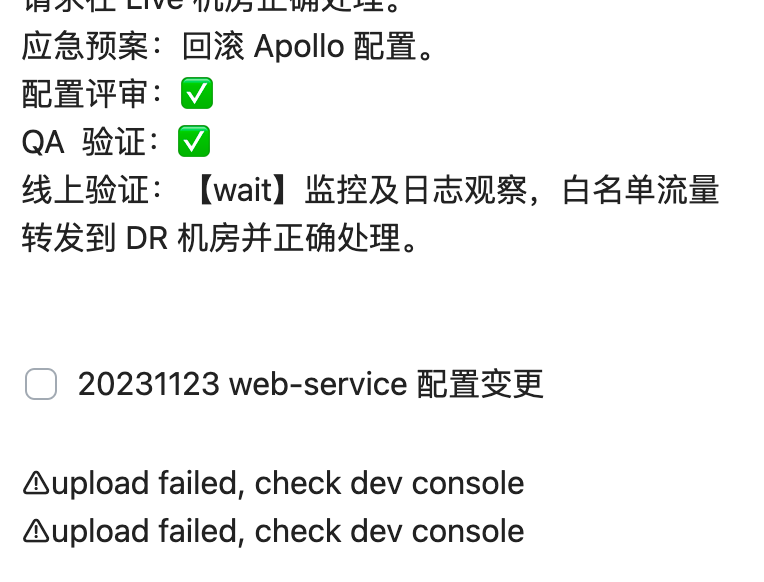 请求在 Live 机房正确处理。
应急预案：回滚 Apollo 配置。
配置评审：✅
QA 验证：✅
线上验证：【wait】监控及日志观察，白名单流量
转发到 DR 机房并正确处理。
20231123 web-service 配置变更
⚠upload failed, check dev console
⚠upload failed, check dev console